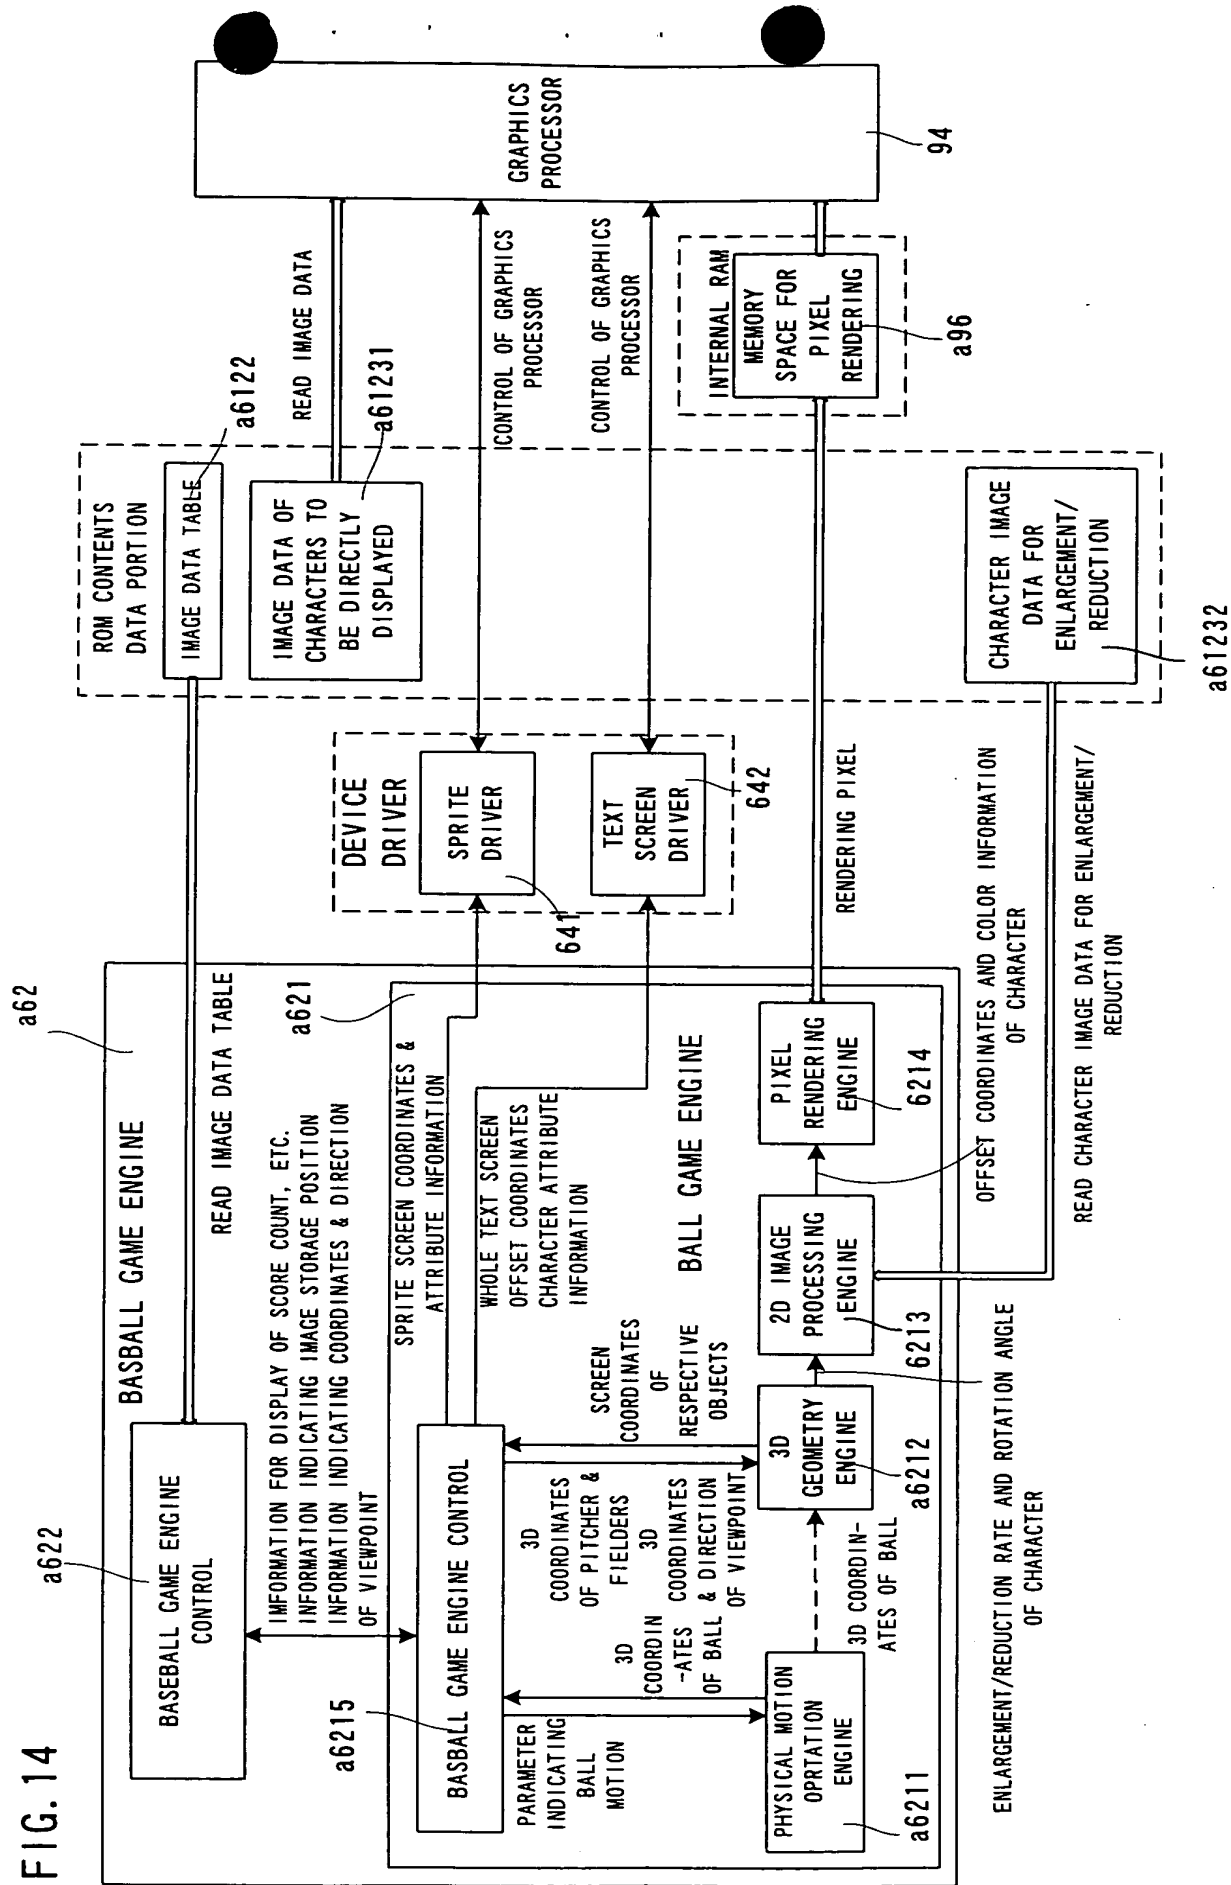 FIG. 14
a62
BASBALL GAME ENGINE
a622
BASEBALL GAME ENGINE
CONTROL
READ IMAGE DATA TABLE
IMFORMATION FOR DISPLAY OF SCORE COUNT, ETC.
INFORMATION INDICATING IMAGE STORAGE POSITION
INFORMATION INDICATING COORDINATES & DIRECTION
OF VIEWPOINT
a621
a6215
BASBALL GAME ENGINE CONTROL
SPRITE SCREEN COORDINATES &
ATTRIBUTE INFORMATION
WHOLE TEXT SCREEN
OFFSET COORDINATES
CHARACTER ATTRIBUTE
INFORMATION
BALL GAME ENGINE
PARAMETER
INDICATING
BALL
MOTION
3D
COORDIN
-ATES
OF BALL
3D
COORDINATES
OF PITCHER &
FIELDERS
3D
COORDINATES
& DIRECTION
OF VIEWPOINT
SCREEN
COORDINATES
OF
RESPECTIVE
OBJECTS
PHYSICAL MOTION
OPRTATION
ENGINE
a6211
3D COORDIN-
ATES OF BALL
3D
GEOMETRY
ENGINE
a6212
2D IMAGE
PROCESSING
ENGINE
6213
PIXEL
RENDERING
ENGINE
6214
ENLARGEMENT/REDUCTION RATE AND ROTATION ANGLE
OF CHARACTER
OFFSET COORDINATES AND COLOR INFORMATION
OF CHARACTER
READ CHARACTER IMAGE DATA FOR ENLARGEMENT/
REDUCTION
RENDERING PIXEL
DEVICE
DRIVER
SPRITE
DRIVER
641
TEXT
SCREEN
DRIVER
642
ROM CONTENTS
DATA PORTION
IMAGE DATA TABLE
a6122
IMAGE DATA OF
CHARACTERS TO
BE DIRECTLY
DISPLAYED
a61231
CHARACTER IMAGE
DATA FOR
ENLARGEMENT/
REDUCTION
a61232
READ IMAGE DATA
CONTROL OF GRAPHICS
PROCESSOR
CONTROL OF GRAPHICS
PROCESSOR
INTERNAL RAM
MEMORY
SPACE FOR
PIXEL
RENDERING
a96
GRAPHICS
PROCESSOR
94